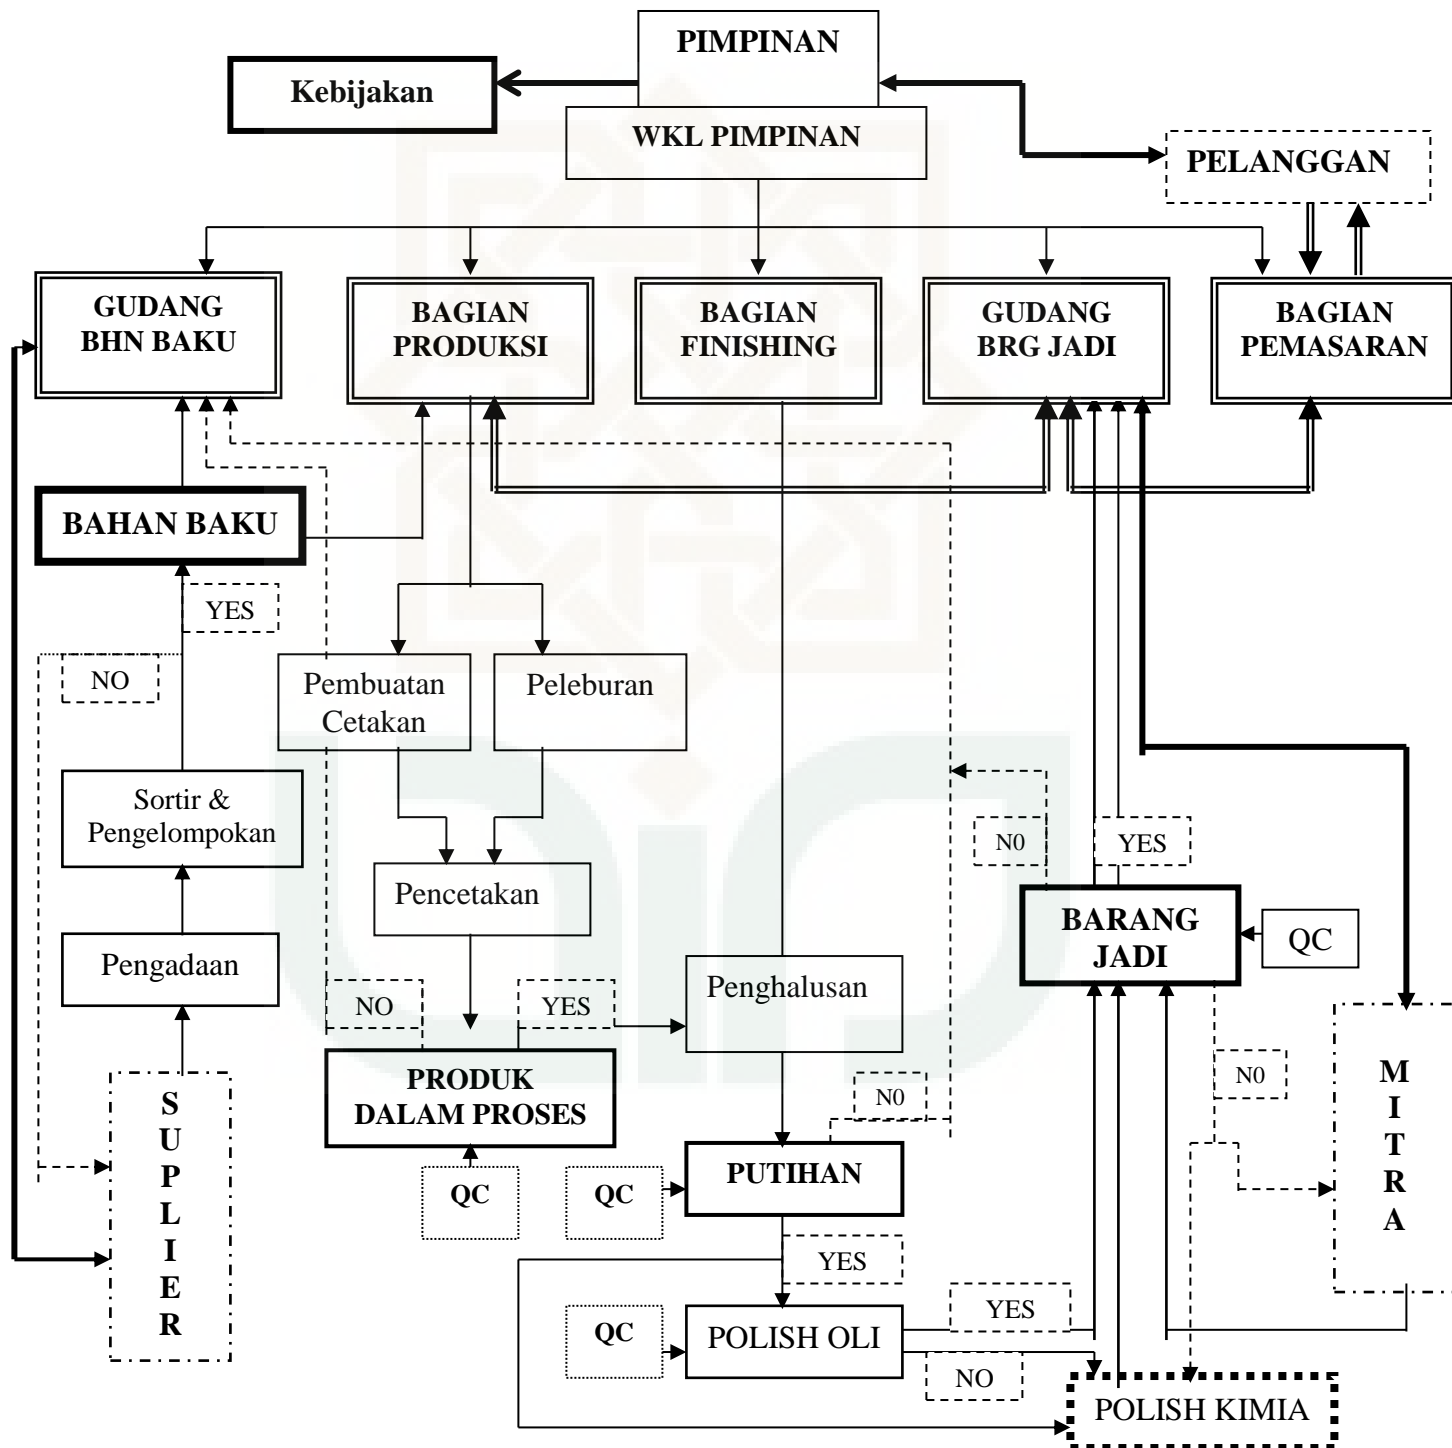 PIMPINAN
Kebijakan
WKL PIMPINAN
PELANGGAN
GUDANG
BHN BAKU
BAGIAN
PRODUKSI
BAGIAN
FINISHING
GUDANG
BRG JADI
BAGIAN
PEMASARAN
BAHAN BAKU
YES
NO
Pembuatan
Cetakan
Peleburan
Sortir &
Pengelompokan
N0
YES
Pencetakan
BARANG
JADI
QC
Pengadaan
NO
YES
Penghalusan
PRODUK
DALAM PROSES
N0
N0
S
U
P
L
I
E
R
M
I
T
R
A
QC
QC
PUTIHAN
YES
QC
POLISH OLI
YES
NO
POLISH KIMIA